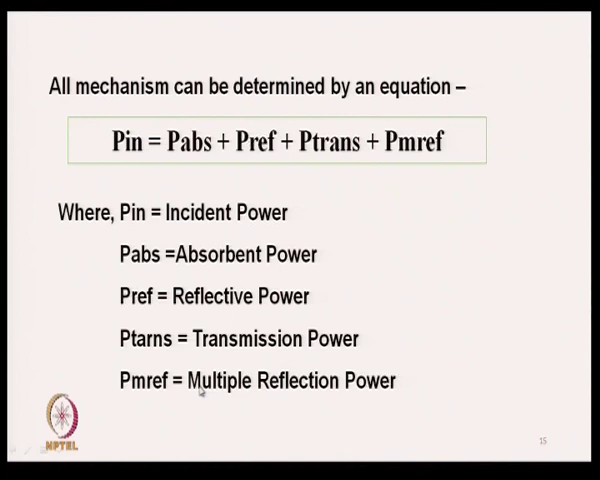 All mechanism can be determined by an equation –
Pin = Pabs + Pref + Ptrans + Pmref
Where, Pin = Incident Power
Pabs =Absorbent Power
Pref = Reflective Power
Ptarns = Transmission Power
Pmref = Multiple Reflection Power
NPTEL
15